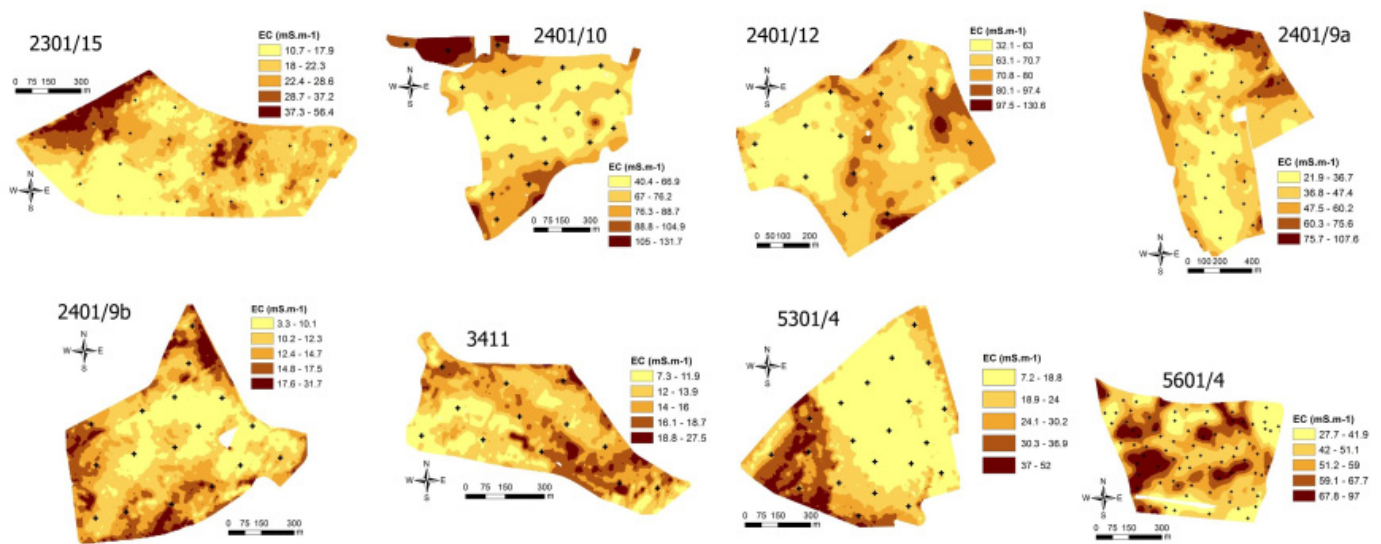 2301/15
EC (mS.m-1)
10.7 - 17.9
18 - 22.3
22.4 - 28.6
28.7 - 37.2
37.3 - 56.4
0 75 150 300
m
N
W E
S
2401/10
N
W E
S
EC (mS.m-1)
40.4 - 66.9
67 - 76.2
76.3 - 88.7
88.8 - 104.9
105 - 131.7
0 75 150 300
m
2401/12
N
W E
S
EC (mS.m-1)
32.1 - 63
63.1 - 70.7
70.8 - 80
80.1 - 97.4
97.5 - 130.6
0 50 100 200
m
2401/9a
EC (mS.m-1)
21.9 - 36.7
36.8 - 47.4
47.5 - 60.2
60.3 - 75.6
75.7 - 107.6
N
W E
S
0 100 200 400
m
2401/9b
N
W E
S
EC (mS.m-1)
3.3 - 10.1
10.2 - 12.3
12.4 - 14.7
14.8 - 17.5
17.6 - 31.7
0 75 150 300
m
3411
EC (mS.m-1)
7.3 - 11.9
12 - 13.9
14 - 16
16.1 - 18.7
18.8 - 27.5
N
W E
S
0 75 150 300
m
5301/4
N
W E
S
EC (mS.m-1)
7.2 - 18.8
18.9 - 24
24.1 - 30.2
30.3 - 36.9
37 - 52
0 75 150 300
m
5601/4
EC (mS.m-1)
27.7 - 41.9
42 - 51.1
51.2 - 59
59.1 - 67.7
67.8 - 97
N
W E
S
0 75 150 300
m